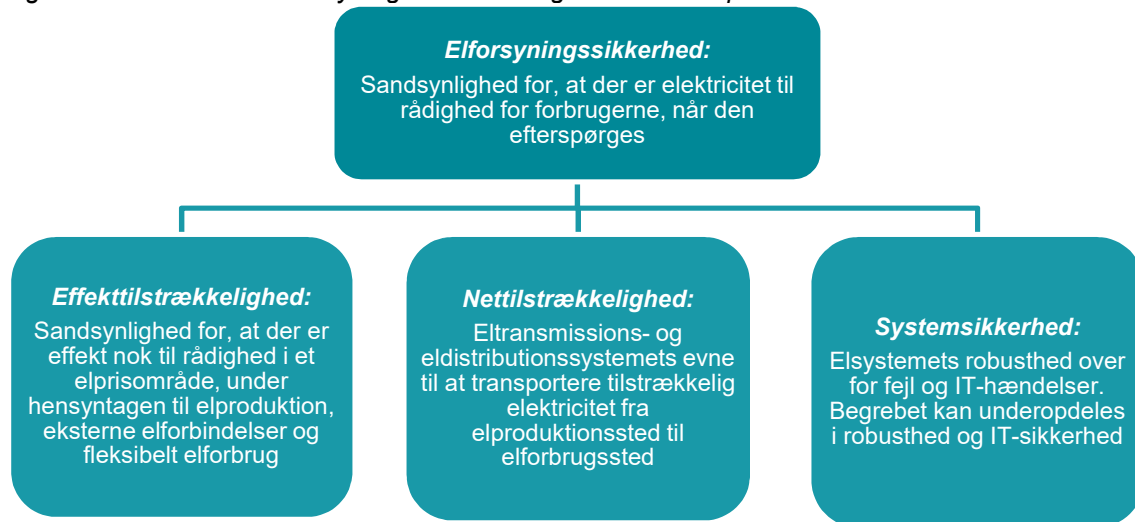 Elforsyningssikkerhed:
Sandsynlighed for, at der er elektricitet til
rådighed for forbrugerne, når den
efterspørges
Effekttilstrækkelighed:
Sandsynlighed for, at der er
effekt nok til rådighed i et
elprisområde, under
hensyntagen til elproduktion,
eksterne elforbindelser og
fleksibelt elforbrug
Nettilstrækkelighed:
Eltransmissions- og
eldistributionssystemets evne
til at transportere tilstrækkelig
elektricitet fra
elproduktionssted til
elforbrugssted
Systemsikkerhed:
Elsystemets robusthed over
for fejl og IT-hændelser.
Begrebet kan underopdeles
i robusthed og IT-sikkerhed